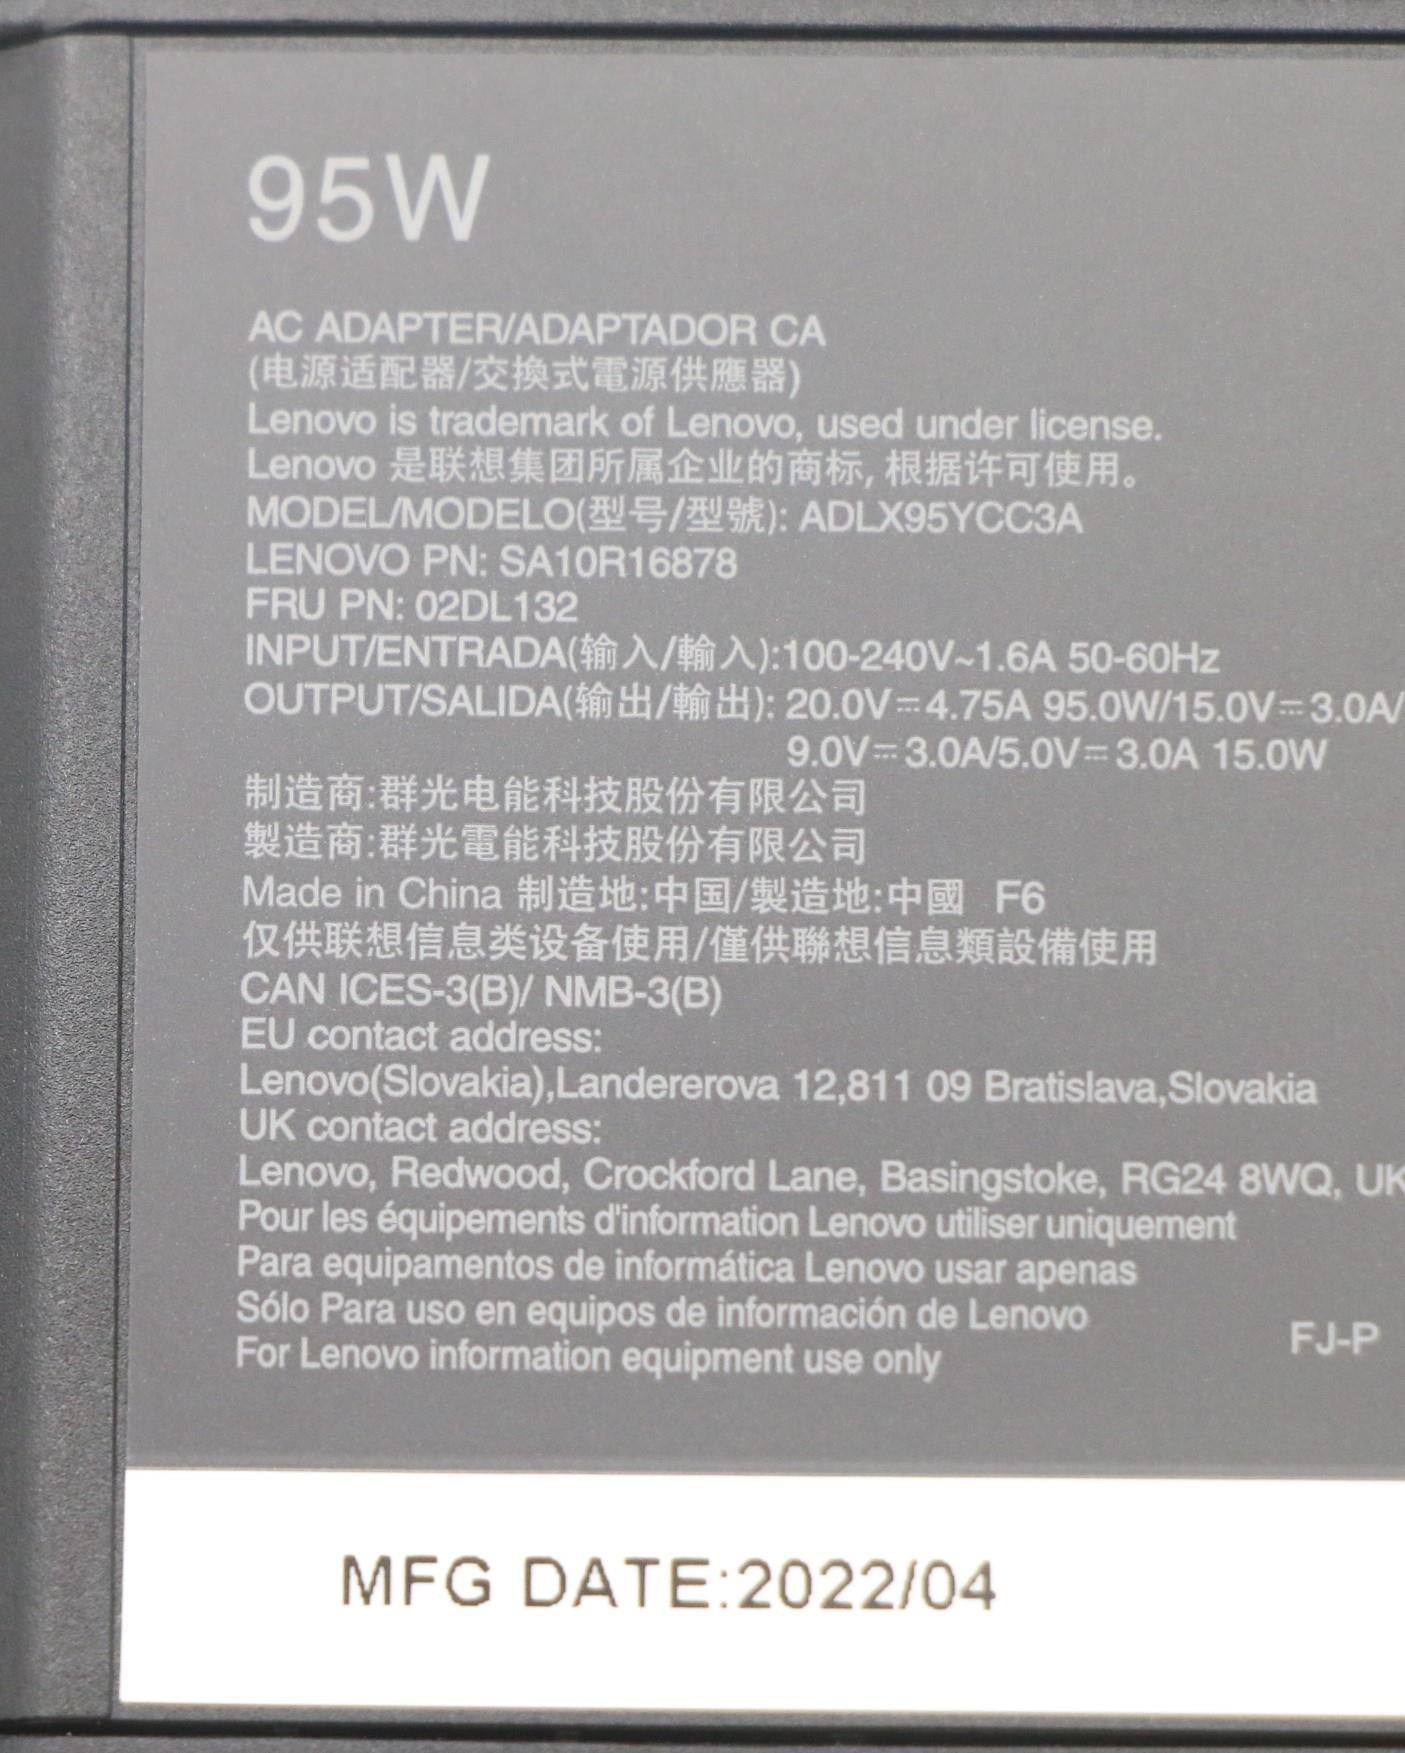 95W
AC ADAPTER/ADAPTADOR CA
(电源适配器/交換式電源供應器)
Lenovo is trademark of Lenovo, used under license.
Lenovo 是联想集团所属企业的商标, 根据许可使用。
MODEL/MODELO(型号/型號): ADLX95YCC3A
LENOVO PN: SA10R16878
FRU PN: 02DL132
INPUT/ENTRADA(输入/輸入):100-240V~1.6A 50-60Hz
OUTPUT/SALIDA(输出/輸出): 20.0V⎓4.75A 95.0W/15.0V⎓3.0A/
9.0V⎓3.0A/5.0V⎓3.0A 15.0W
制造商:群光电能科技股份有限公司
製造商:群光電能科技股份有限公司
Made in China 制造地:中国/製造地:中國 F6
仅供联想信息类设备使用/僅供聯想信息類設備使用
CAN ICES-3(B)/ NMB-3(B)
EU contact address:
Lenovo(Slovakia),Landererova 12,811 09 Bratislava,Slovakia
UK contact address:
Lenovo, Redwood, Crockford Lane, Basingstoke, RG24 8WQ, UK
Pour les équipements d'information Lenovo utiliser uniquement
Para equipamentos de informática Lenovo usar apenas
Sólo Para uso en equipos de información de Lenovo
For Lenovo information equipment use only
FJ-P
MFG DATE:2022/04